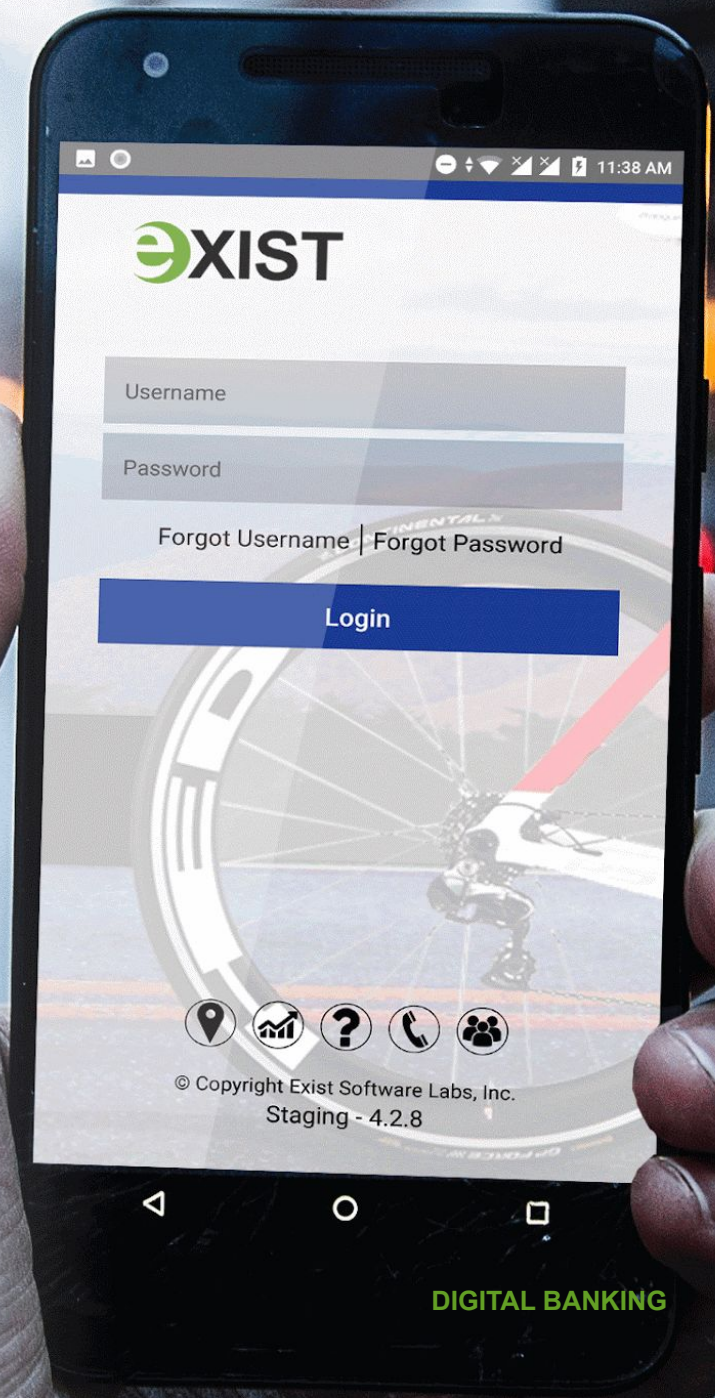 11:38 AM
eXIST
Username
Password
CONTINENTAL
Forgot Username | Forgot Password
Login
© Copyright Exist Software Labs, Inc.
Staging - 4.2.8
DIGITAL BANKING